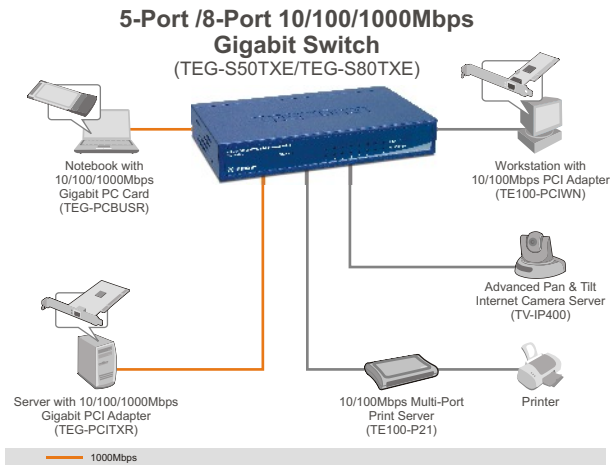 5-Port /8-Port 10/100/1000Mbps
Gigabit Switch
(TEG-S50TXE/TEG-S80TXE)
Notebook with
10/100/1000Mbps
Gigabit PC Card
(TEG-PCBUSR)
Workstation with
10/100Mbps PCI Adapter
(TE100-PCIWN)
Advanced Pan & Tilt
Internet Camera Server
(TV-IP400)
Server with 10/100/1000Mbps
Gigabit PCI Adapter
(TEG-PCITXR)
10/100Mbps Multi-Port
Print Server
(TE100-P21)
Printer
1000Mbps